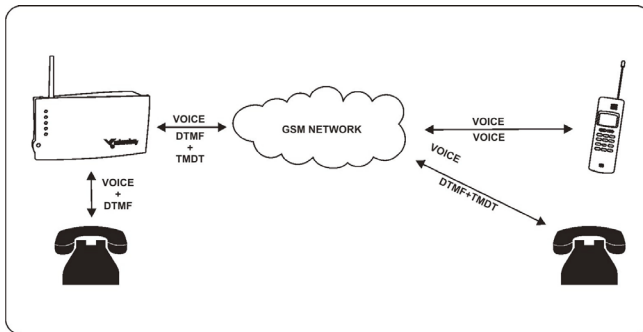 VOICE
DTMF
+
TMDT
GSM NETWORK
VOICE
VOICE
VOICE
DTMF+TMDT
VOICE
+
DTMF